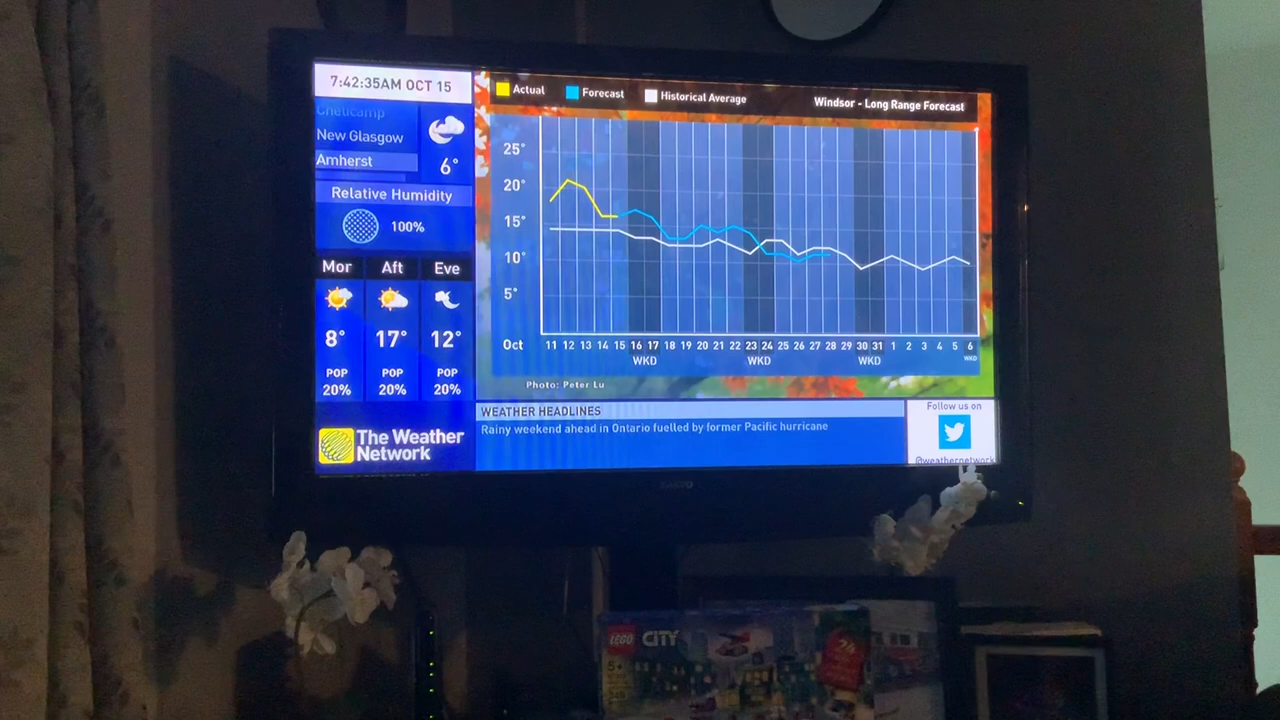 7:42:35AM OCT 15
Cheticamp
New Glasgow
Amherst
6°
Relative Humidity
100%
Mor Aft Eve
8° 17° 12°
POP POP POP
20% 20% 20%
The Weather
Network
Actual Forecast Historical Average Windsor - Long Range Forecast
25°
20°
15°
10°
5°
Oct 11 12 13 14 15 16 17 18 19 20 21 22 23 24 25 26 27 28 29 30 31 1 2 3 4 5 6
WKD WKD WKD WKD
Photo: Peter Lu
WEATHER HEADLINES
Rainy weekend ahead in Ontario fuelled by former Pacific hurricane
Follow us on
@weathernetwork
SANYO
LEGO CITY
5+
24